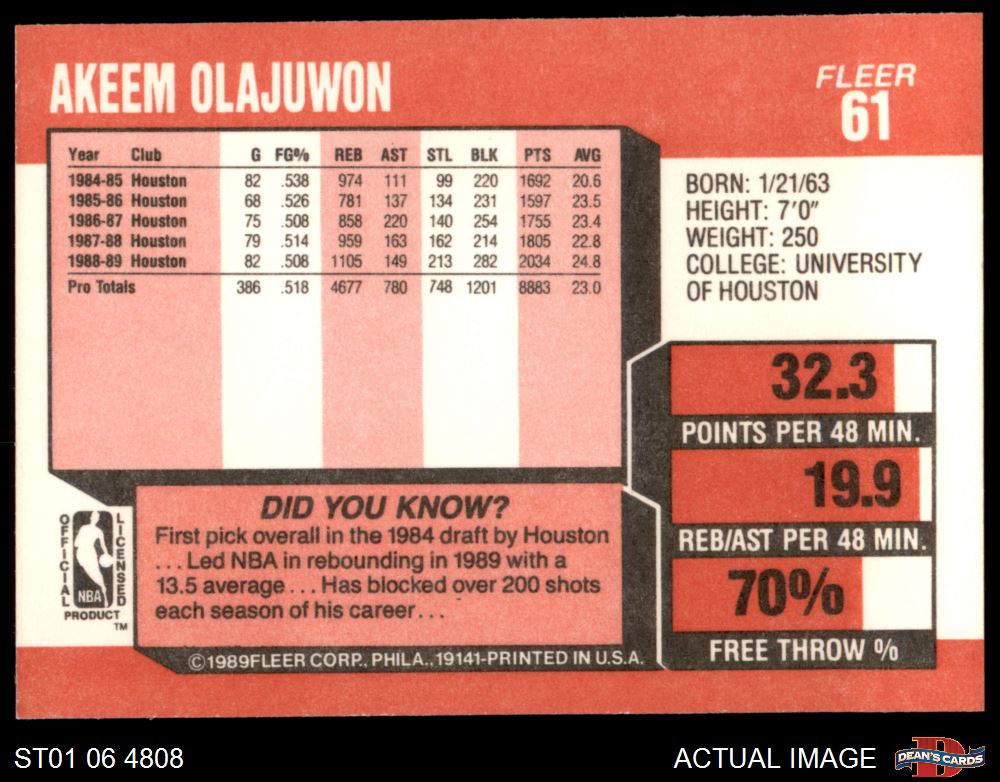 AKEEM OLAJUWON
FLEER
61
Year Club G FG% REB AST STL BLK PTS AVG
1984-85 Houston 82 .538 974 111 99 220 1692 20.6
1985-86 Houston 68 .526 781 137 134 231 1597 23.5
1986-87 Houston 75 .508 858 220 140 254 1755 23.4
1987-88 Houston 79 .514 959 163 162 214 1805 22.8
1988-89 Houston 82 .508 1105 149 213 282 2034 24.8
Pro Totals 386 .518 4677 780 748 1201 8883 23.0
BORN: 1/21/63
HEIGHT: 7'0"
WEIGHT: 250
COLLEGE: UNIVERSITY
OF HOUSTON
32.3
POINTS PER 48 MIN.
19.9
REB/AST PER 48 MIN.
70%
FREE THROW %
DID YOU KNOW?
First pick overall in the 1984 draft by Houston
...Led NBA in rebounding in 1989 with a
13.5 average...Has blocked over 200 shots
each season of his career...
OFFICIAL
LICENSED
NBA
PRODUCT
TM
©1989FLEER CORP., PHILA., 19141-PRINTED IN U.S.A.
ST01 06 4808
ACTUAL IMAGE
D
DEAN'S CARDS